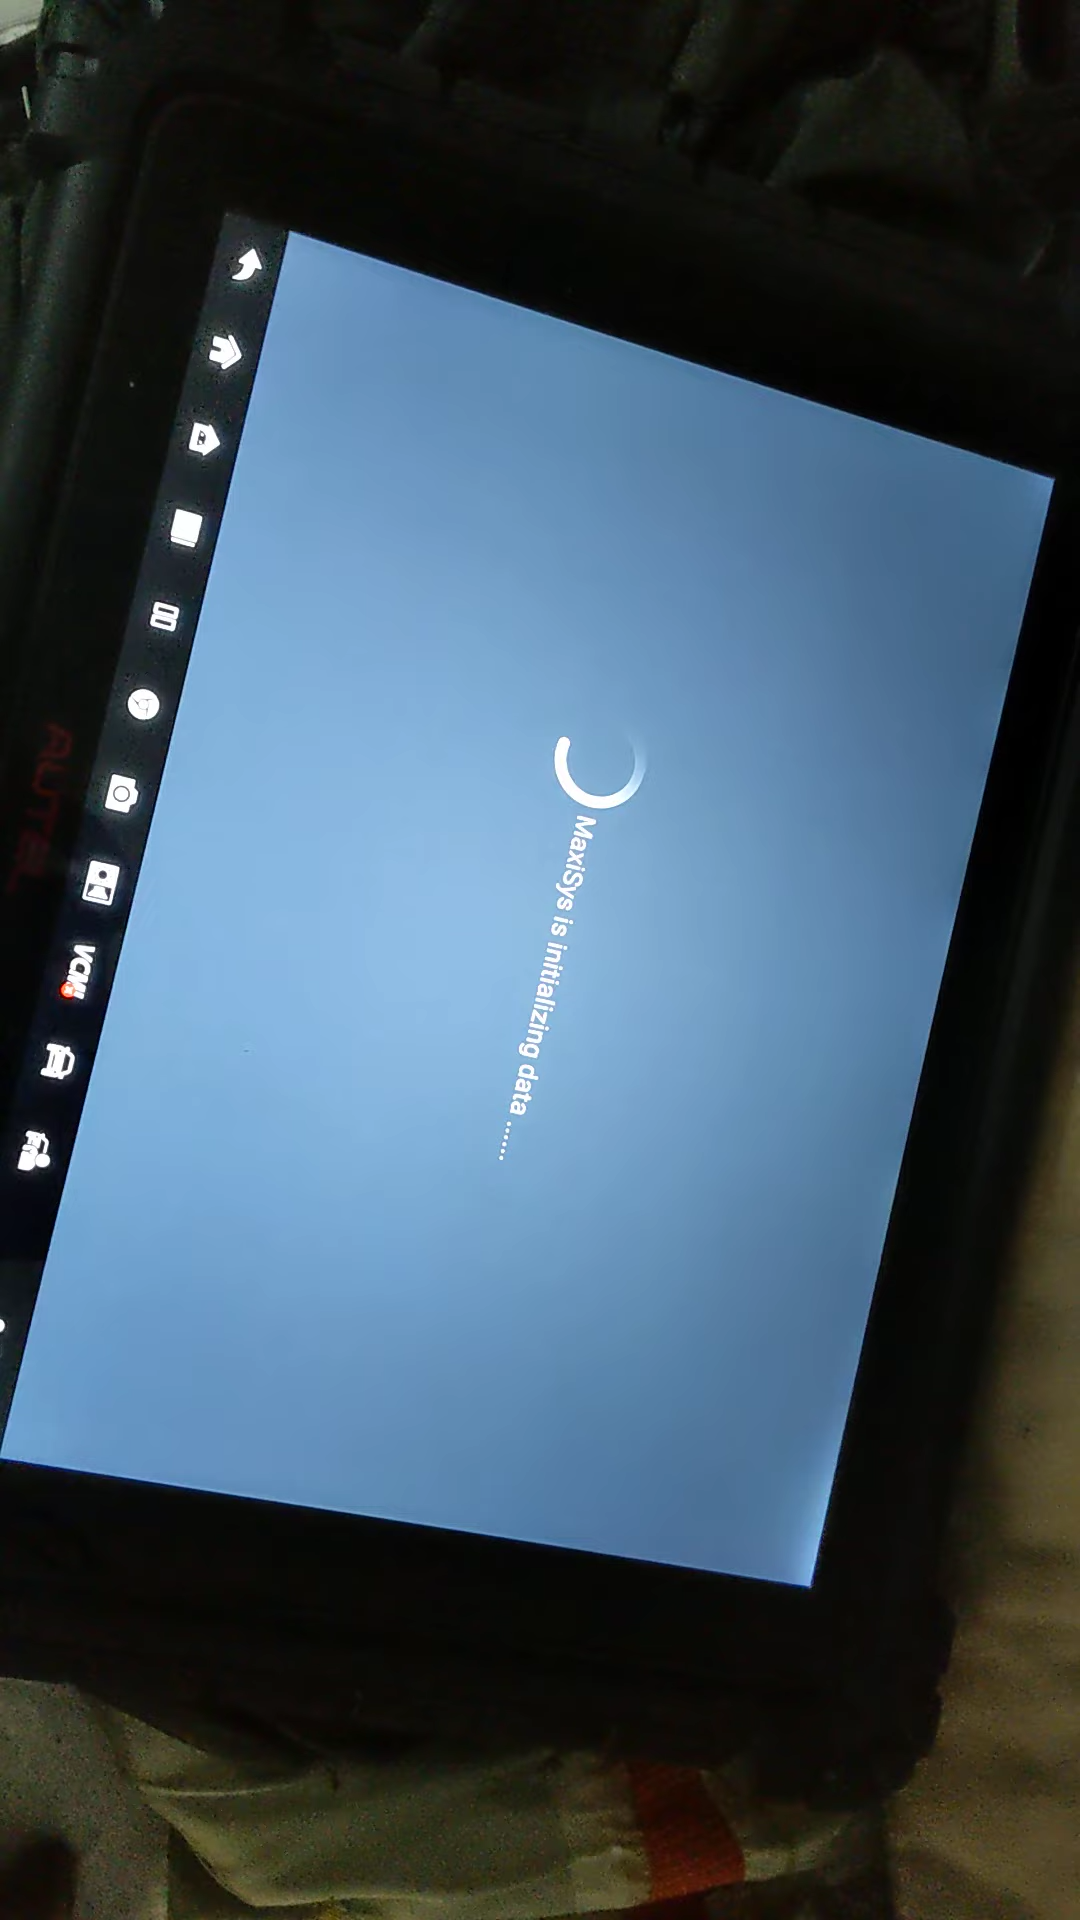 MaxiSys is initializing data ......
VCMI
AUTEL